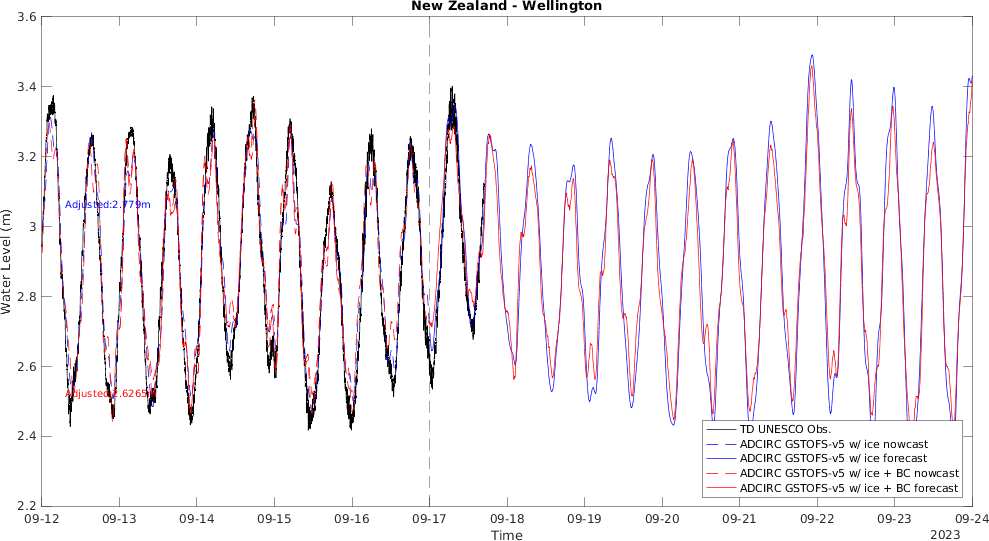 New Zealand - Wellington
3.6
3.4
3.2
3
2.8
2.6
2.4
2.2
Water Level (m)
Adjusted:2.779m
Adjusted:2.6265m
TD UNESCO Obs.
ADCIRC GSTOFS-v5 w/ ice nowcast
ADCIRC GSTOFS-v5 w/ ice forecast
ADCIRC GSTOFS-v5 w/ ice + BC nowcast
ADCIRC GSTOFS-v5 w/ ice + BC forecast
09-12 09-13 09-14 09-15 09-16 09-17 09-18 09-19 09-20 09-21 09-22 09-23 09-24
Time
2023